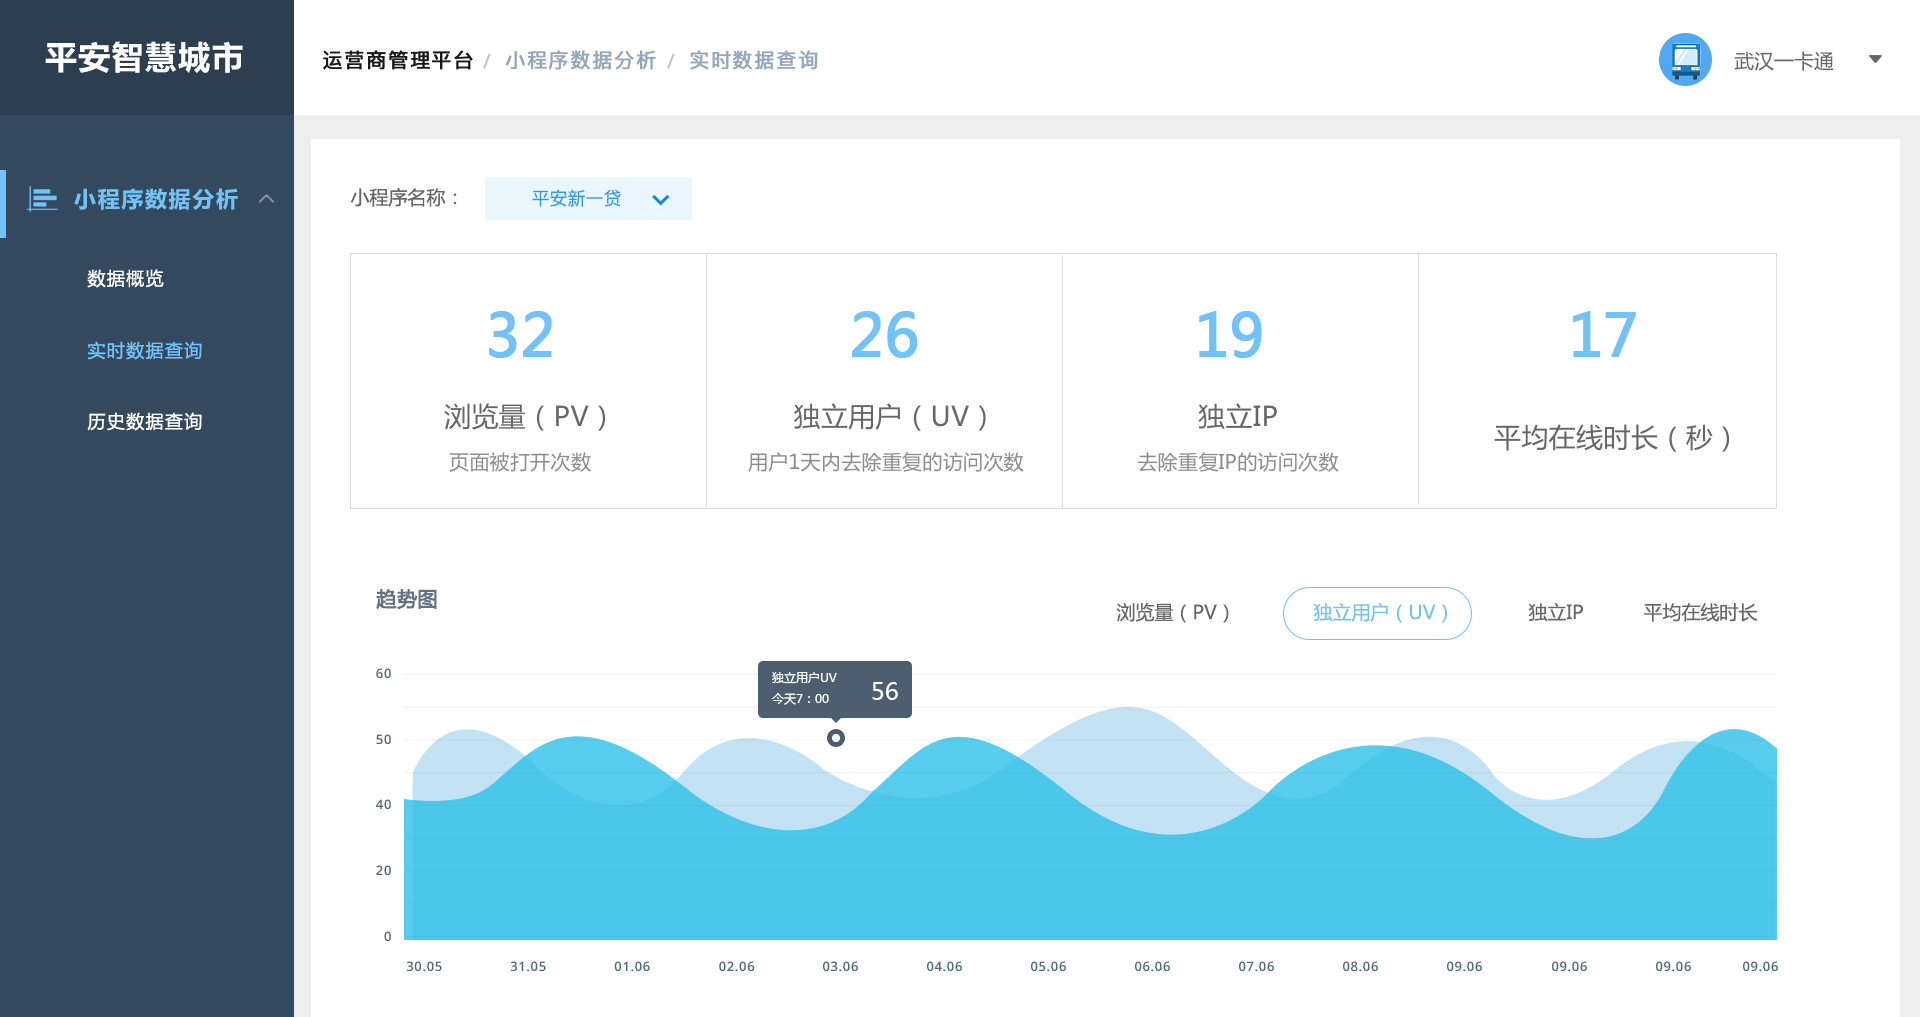 平安智慧城市
运营商管理平台 / 小程序数据分析 / 实时数据查询
武汉一卡通
小程序数据分析
数据概览
实时数据查询
历史数据查询
小程序名称：
平安新一贷
32
浏览量（PV）
页面被打开次数
26
独立用户（UV）
用户1天内去除重复的访问次数
19
独立IP
去除重复IP的访问次数
17
平均在线时长（秒）
趋势图
浏览量（PV）
独立用户（UV）
独立IP
平均在线时长
独立用户UV
今天7：00
56
60
50
40
20
0
30.05 31.05 01.06 02.06 03.06 04.06 05.06 06.06 07.06 08.06 09.06 09.06 09.06 09.06